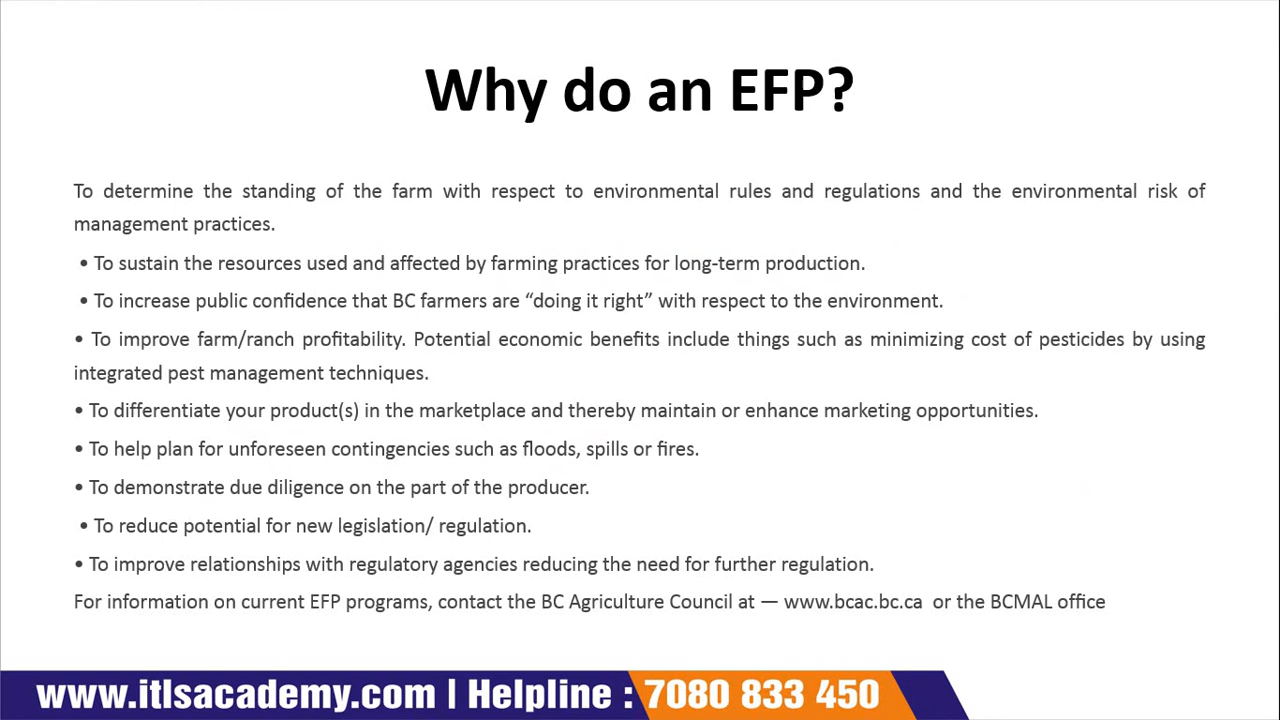 Why do an EFP?
To determine the standing of the farm with respect to environmental rules and regulations and the environmental risk of
management practices.
• To sustain the resources used and affected by farming practices for long-term production.
• To increase public confidence that BC farmers are “doing it right” with respect to the environment.
• To improve farm/ranch profitability. Potential economic benefits include things such as minimizing cost of pesticides by using
integrated pest management techniques.
• To differentiate your product(s) in the marketplace and thereby maintain or enhance marketing opportunities.
• To help plan for unforeseen contingencies such as floods, spills or fires.
• To demonstrate due diligence on the part of the producer.
• To reduce potential for new legislation/ regulation.
• To improve relationships with regulatory agencies reducing the need for further regulation.
For information on current EFP programs, contact the BC Agriculture Council at — www.bcac.bc.ca or the BCMAL office
www.itlsacademy.com | Helpline : 7080 833 450